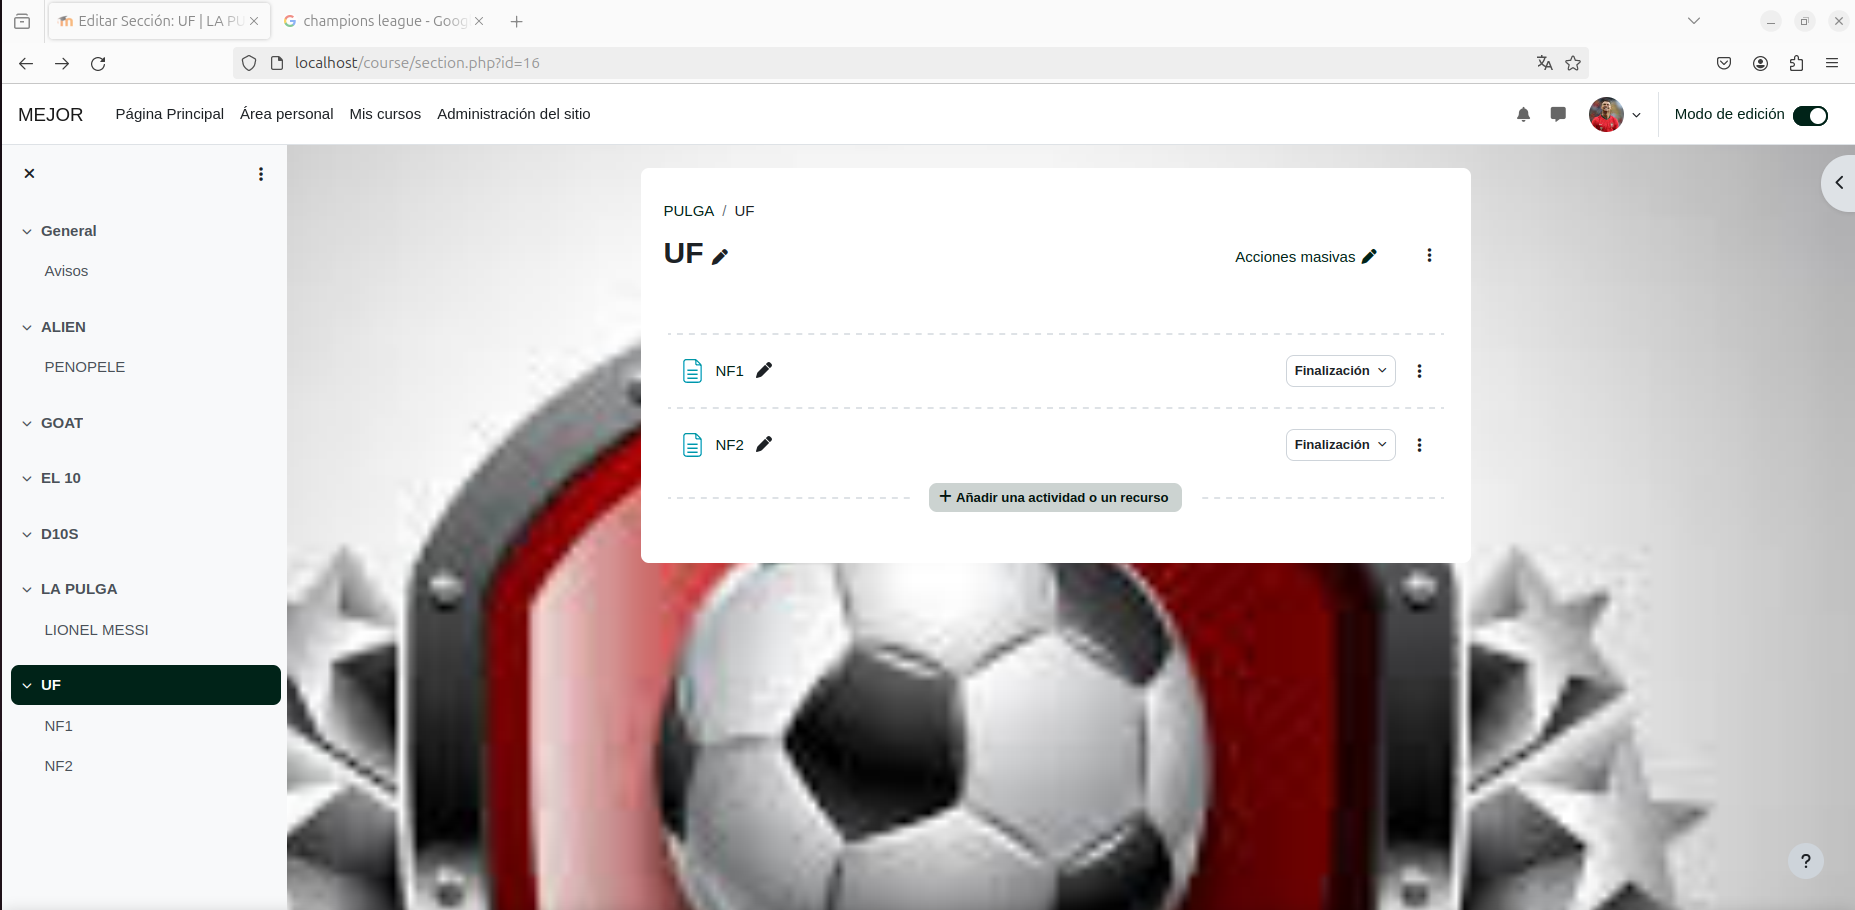 Editar Sección: UF | LA PU
champions league - Goog
localhost/course/section.php?id=16
MEJOR
Página Principal
Área personal
Mis cursos
Administración del sitio
Modo de edición
General
Avisos
ALIEN
PENOPELE
GOAT
EL 10
D10S
LA PULGA
LIONEL MESSI
UF
NF1
NF2
PULGA / UF
UF
Acciones masivas
NF1
Finalización
NF2
Finalización
+ Añadir una actividad o un recurso
?